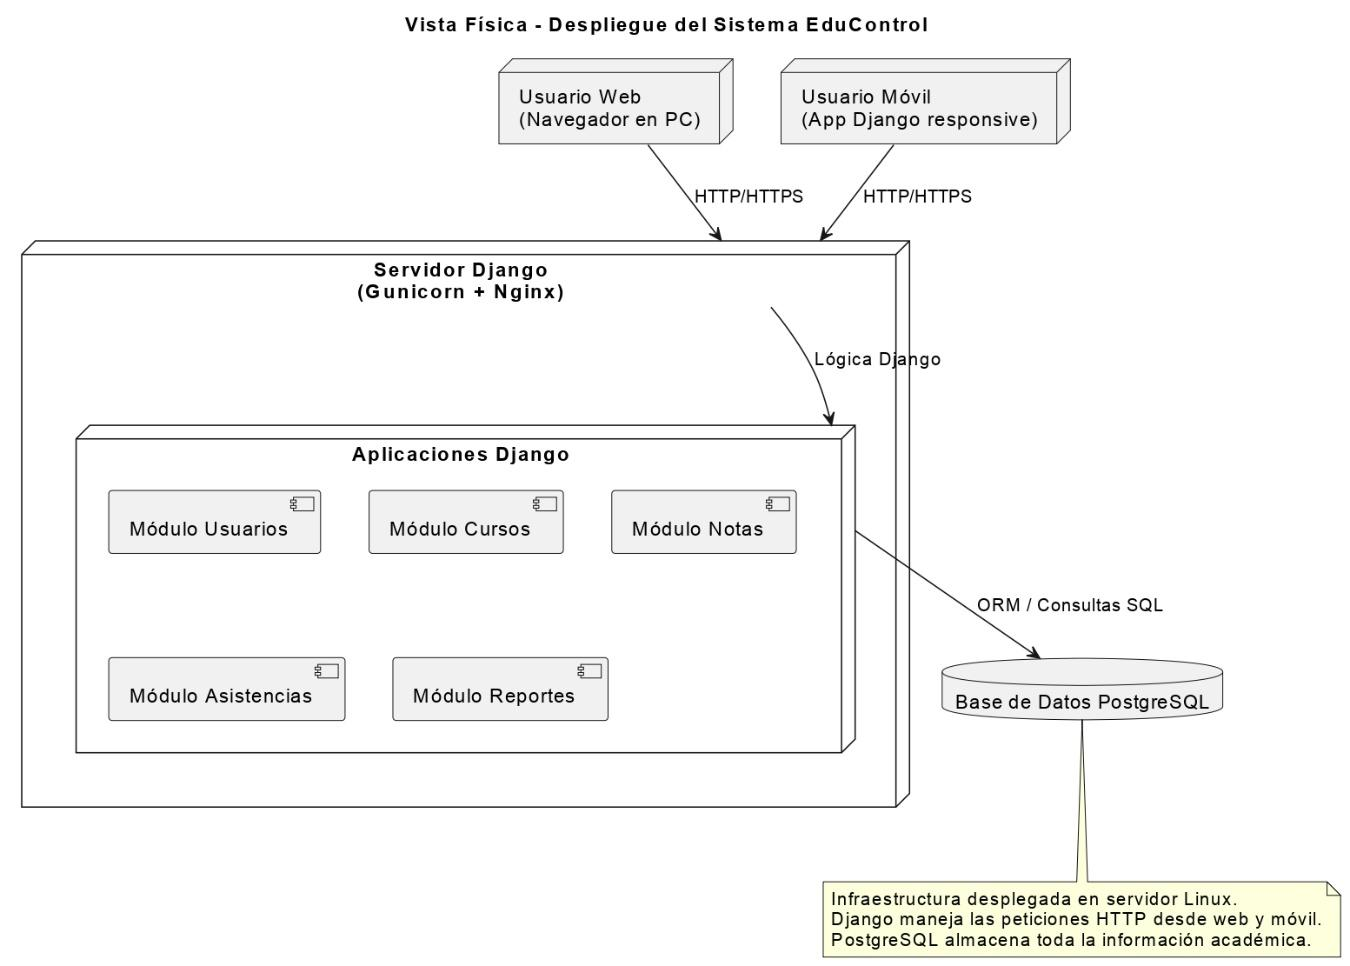 Vista Física - Despliegue del Sistema EduControl
Usuario Web
(Navegador en PC)
Usuario Móvil
(App Django responsive)
HTTP/HTTPS
HTTP/HTTPS
Servidor Django
(Gunicorn + Nginx)
Lógica Django
Aplicaciones Django
Módulo Usuarios
Módulo Cursos
Módulo Notas
ORM / Consultas SQL
Módulo Asistencias
Módulo Reportes
Base de Datos PostgreSQL
Infraestructura desplegada en servidor Linux.
Django maneja las peticiones HTTP desde web y móvil.
PostgreSQL almacena toda la información académica.